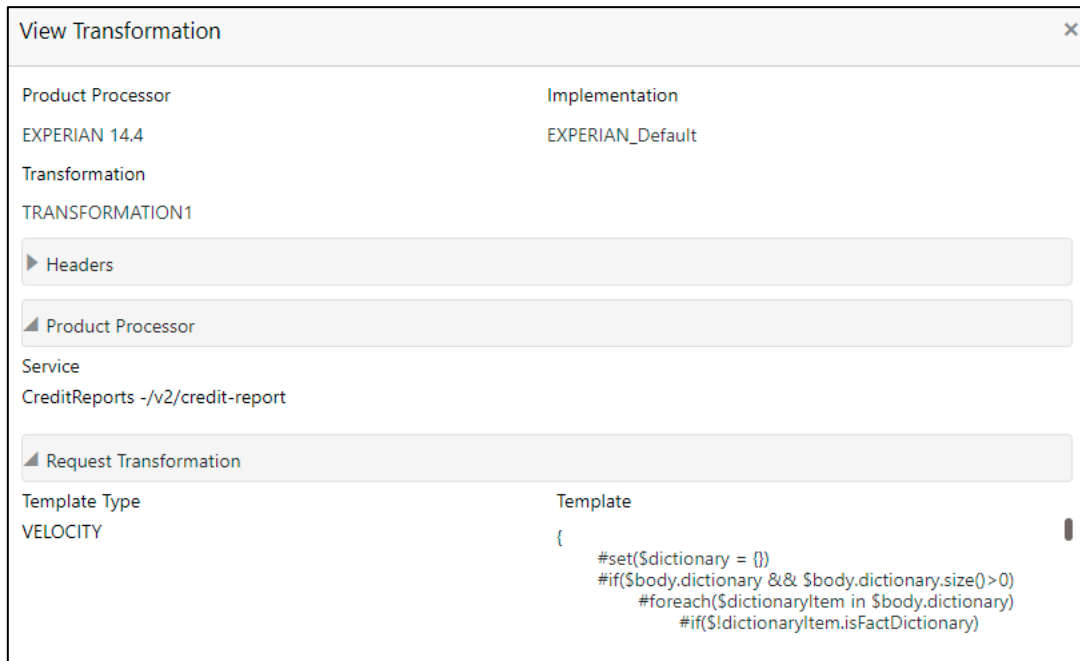 View Transformation ×
Product Processor Implementation
EXPERIAN 14.4 EXPERIAN_Default
Transformation
TRANSFORMATION1
Headers
Product Processor
Service
CreditReports -/v2/credit-report
Request Transformation
Template Type Template
VELOCITY {
#set($dictionary = {})
#if($body.dictionary && $body.dictionary.size()>0)
#foreach($dictionaryItem in $body.dictionary)
#if($!dictionaryItem.isFactDictionary)